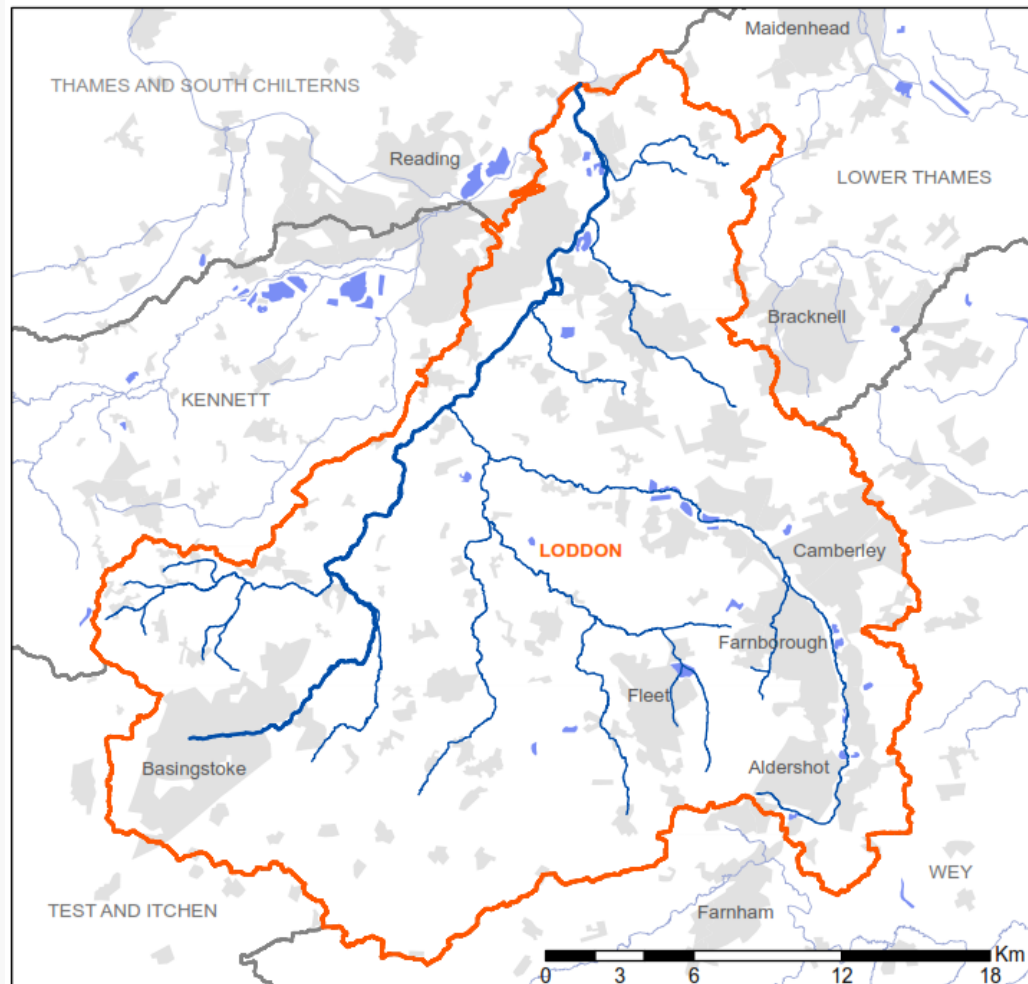 Maidenhead
THAMES AND SOUTH CHILTERNS
Reading
LOWER THAMES
Bracknell
KENNETT
LODDON
Camberley
Farnborough
Fleet
Basingstoke
Aldershot
WEY
TEST AND ITCHEN
Farnham
Km
0 3 6 12 18